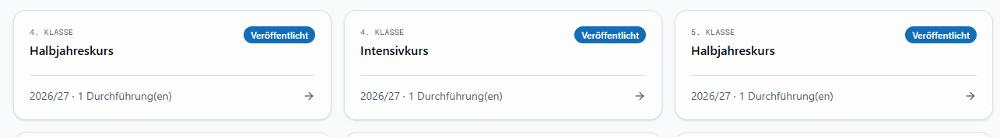 4. KLASSE
Veröffentlicht
Halbjahreskurs
2026/27 · 1 Durchführung(en)
4. KLASSE
Veröffentlicht
Intensivkurs
2026/27 · 1 Durchführung(en)
5. KLASSE
Veröffentlicht
Halbjahreskurs
2026/27 · 1 Durchführung(en)